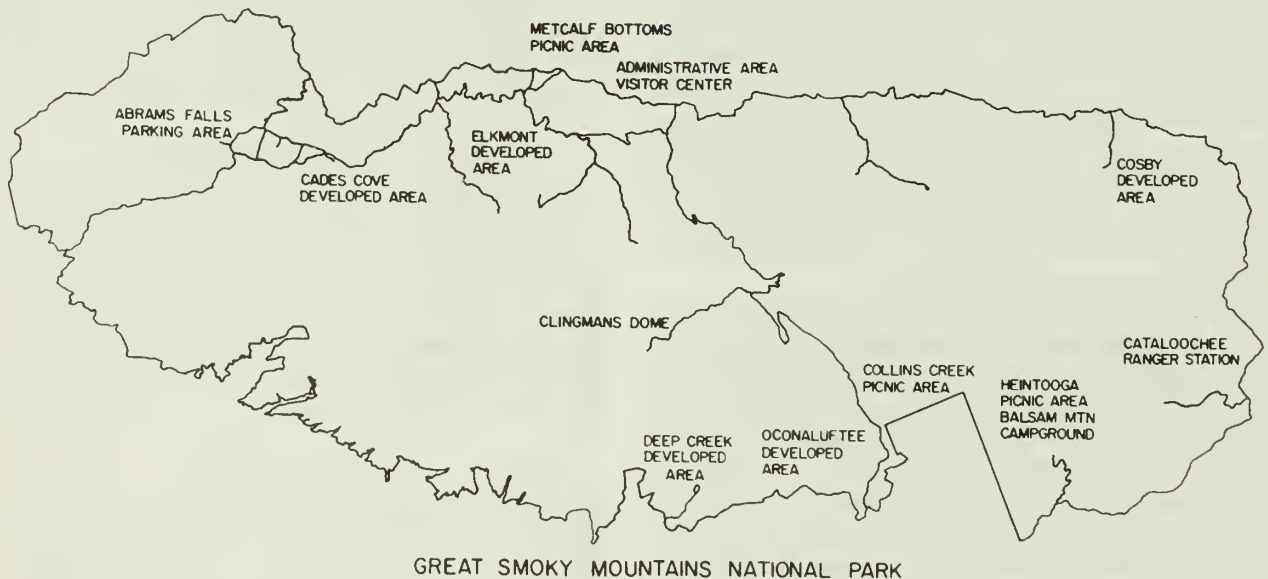 METCALF BOTTOMS
PICNIC AREA
ADMINISTRATIVE AREA
VISITOR CENTER
ABRAMS FALLS
PARKING AREA
ELKMONT
DEVELOPED
AREA
CADES COVE
DEVELOPED AREA
COSBY
DEVELOPED
AREA
CLINGMANS DOME
CATALOOCHEE
RANGER STATION
COLLINS CREEK
PICNIC AREA
HEINTOOGA
PICNIC AREA
BALSAM MTN
CAMPGROUND
DEEP CREEK
DEVELOPED
AREA
OCONALUFTEE
DEVELOPED
AREA
GREAT SMOKY MOUNTAINS NATIONAL PARK